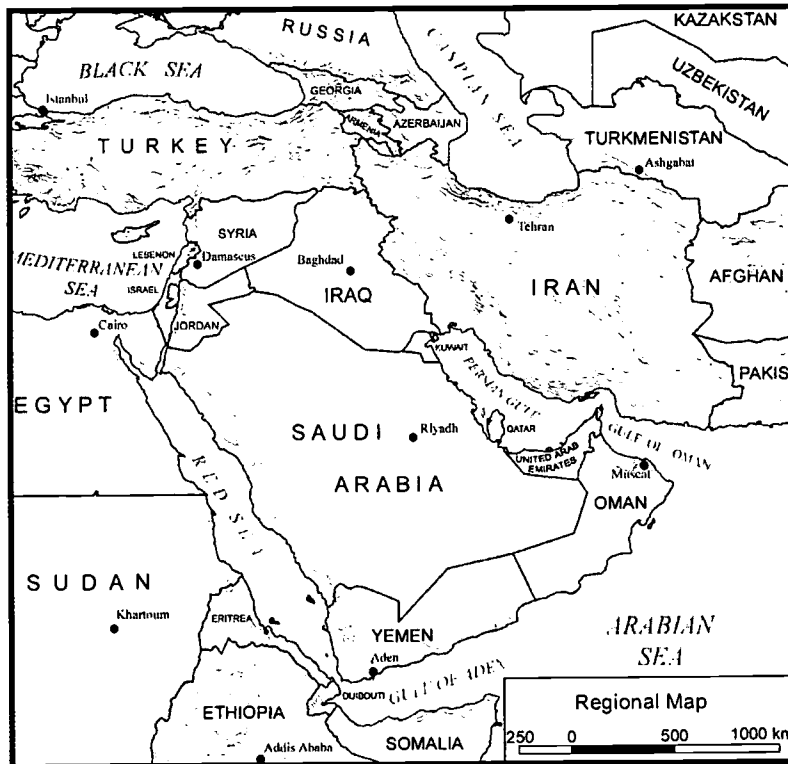 RUSSIA
KAZAKSTAN
BLACK SEA
CASPIAN SEA
UZBEKISTAN
Istanbul
GEORGIA
ARMENIA
AZERBAIJAN
TURKMENISTAN
TURKEY
Ashgabat
Tehran
SYRIA
LEBENON
Damascus
Baghdad
MEDITERRANEAN
SEA
ISRAEL
IRAQ
IRAN
AFGHAN
Cairo
JORDAN
KUWAIT
PERSIAN GULF
PAKIS
EGYPT
SAUDI
ARABIA
Riyadh
QATAR
UNITED ARAB
EMIRATES
GULF OF OMAN
Muscat
OMAN
RED SEA
SUDAN
Khartoum
ERITREA
YEMEN
Aden
ARABIAN
SEA
DJIBOUTI
GULF OF ADEN
ETHIOPIA
Addis Ababa
SOMALIA
Regional Map
250 0 500 1000 km